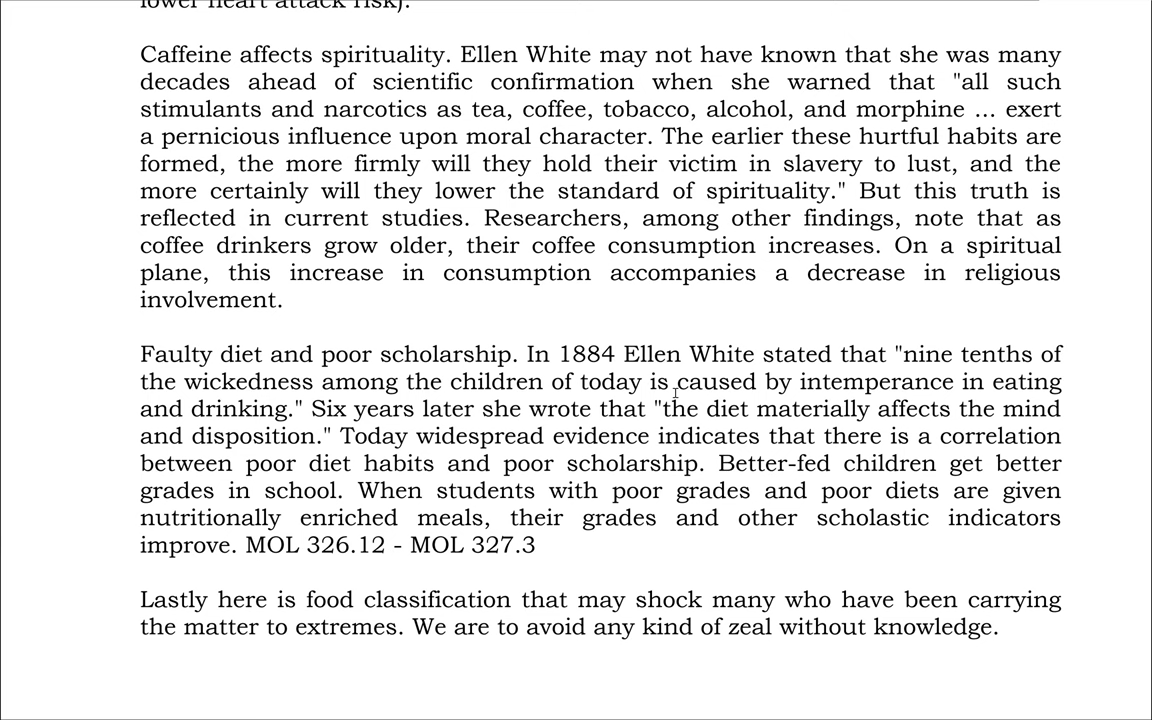 lower heart attack risk).
Caffeine affects spirituality. Ellen White may not have known that she was many
decades ahead of scientific confirmation when she warned that "all such
stimulants and narcotics as tea, coffee, tobacco, alcohol, and morphine ... exert
a pernicious influence upon moral character. The earlier these hurtful habits are
formed, the more firmly will they hold their victim in slavery to lust, and the
more certainly will they lower the standard of spirituality." But this truth is
reflected in current studies. Researchers, among other findings, note that as
coffee drinkers grow older, their coffee consumption increases. On a spiritual
plane, this increase in consumption accompanies a decrease in religious
involvement.
Faulty diet and poor scholarship. In 1884 Ellen White stated that "nine tenths of
the wickedness among the children of today is caused by intemperance in eating
and drinking." Six years later she wrote that "the diet materially affects the mind
and disposition." Today widespread evidence indicates that there is a correlation
between poor diet habits and poor scholarship. Better-fed children get better
grades in school. When students with poor grades and poor diets are given
nutritionally enriched meals, their grades and other scholastic indicators
improve. MOL 326.12 - MOL 327.3
Lastly here is food classification that may shock many who have been carrying
the matter to extremes. We are to avoid any kind of zeal without knowledge.